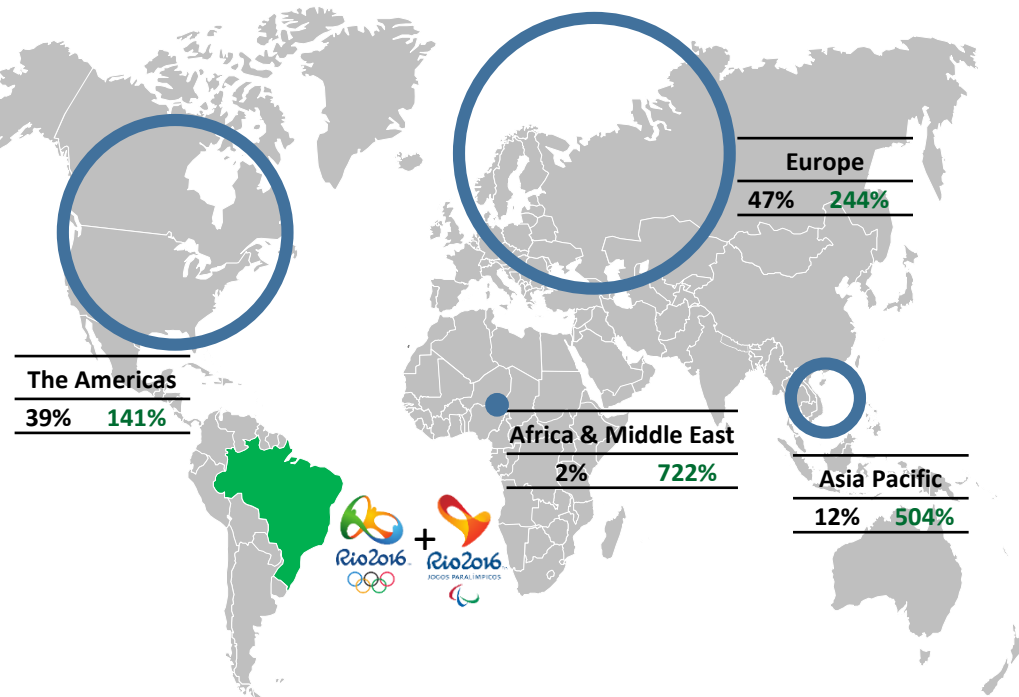 Europe
47% 244%
The Americas
39% 141%
Africa & Middle East
2% 722%
Asia Pacific
12% 504%
Rio2016
+
Rio2016
JOGOS PARALÍMPICOS